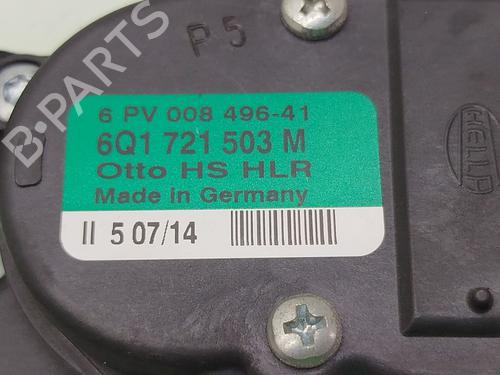 B-PARTS
P 5
6 PV 008 496-41
6Q1 721 503 M
Otto HS HLR
Made in Germany
II 5 07/14
HELLA